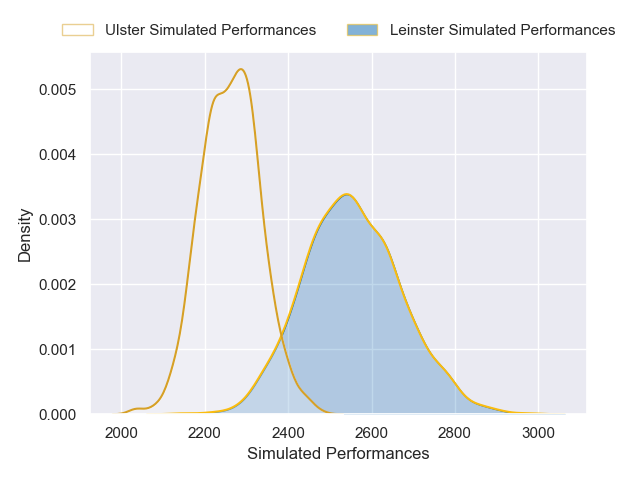 Ulster Simulated Performances Leinster Simulated Performances
0.005
0.004
0.003
0.002
0.001
0.000
Density
2000 2200 2400 2600 2800 3000
Simulated Performances